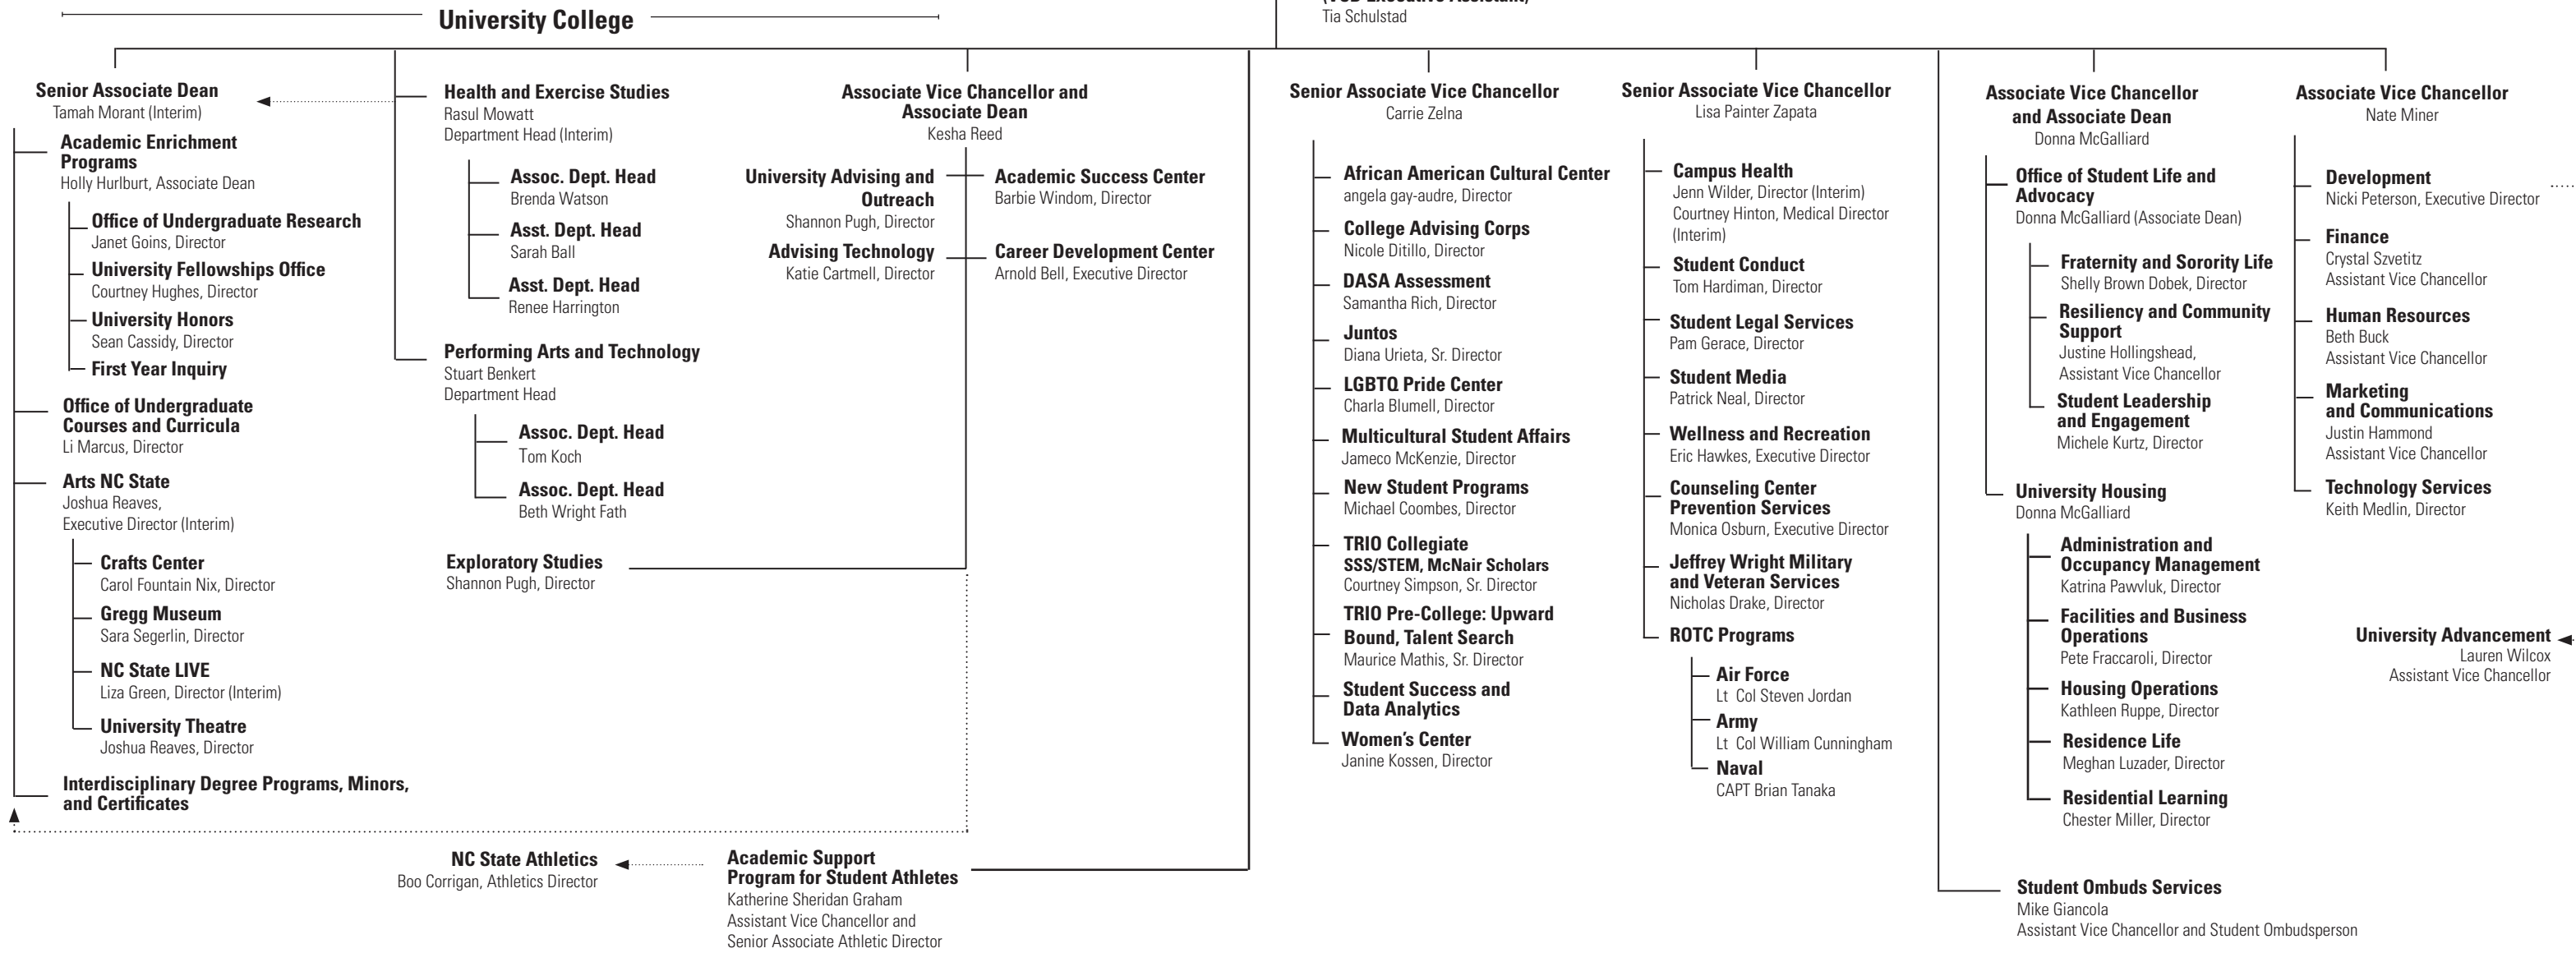 University College
Tia Schulstad
Senior Associate Dean
Tamah Morant (Interim)
Academic Enrichment
Programs
Holly Hurlburt, Associate Dean
Office of Undergraduate Research
Janet Goins, Director
University Fellowships Office
Courtney Hughes, Director
University Honors
Sean Cassidy, Director
First Year Inquiry
Office of Undergraduate
Courses and Curricula
Li Marcus, Director
Arts NC State
Joshua Reaves,
Executive Director (Interim)
Crafts Center
Carol Fountain Nix, Director
Gregg Museum
Sara Segerlin, Director
NC State LIVE
Liza Green, Director (Interim)
University Theatre
Joshua Reaves, Director
Interdisciplinary Degree Programs, Minors,
and Certificates
Health and Exercise Studies
Rasul Mowatt
Department Head (Interim)
Assoc. Dept. Head
Brenda Watson
Asst. Dept. Head
Sarah Ball
Asst. Dept. Head
Renee Harrington
Performing Arts and Technology
Stuart Benkert
Department Head
Assoc. Dept. Head
Tom Koch
Assoc. Dept. Head
Beth Wright Fath
Exploratory Studies
Shannon Pugh, Director
Associate Vice Chancellor and
Associate Dean
Kesha Reed
University Advising and
Outreach
Shannon Pugh, Director
Advising Technology
Katie Cartmell, Director
Academic Success Center
Barbie Windom, Director
Career Development Center
Arnold Bell, Executive Director
NC State Athletics
Boo Corrigan, Athletics Director
Academic Support
Program for Student Athletes
Katherine Sheridan Graham
Assistant Vice Chancellor and
Senior Associate Athletic Director
Senior Associate Vice Chancellor
Carrie Zelna
African American Cultural Center
angela gay-audre, Director
College Advising Corps
Nicole Ditillo, Director
DASA Assessment
Samantha Rich, Director
Juntos
Diana Urieta, Sr. Director
LGBTQ Pride Center
Charla Blumell, Director
Multicultural Student Affairs
Jameco McKenzie, Director
New Student Programs
Michael Coombes, Director
TRIO Collegiate
SSS/STEM, McNair Scholars
Courtney Simpson, Sr. Director
TRIO Pre-College: Upward
Bound, Talent Search
Maurice Mathis, Sr. Director
Student Success and
Data Analytics
Women's Center
Janine Kossen, Director
Senior Associate Vice Chancellor
Lisa Painter Zapata
Campus Health
Jenn Wilder, Director (Interim)
Courtney Hinton, Medical Director
(Interim)
Student Conduct
Tom Hardiman, Director
Student Legal Services
Pam Gerace, Director
Student Media
Patrick Neal, Director
Wellness and Recreation
Eric Hawkes, Executive Director
Counseling Center
Prevention Services
Monica Osburn, Executive Director
Jeffrey Wright Military
and Veteran Services
Nicholas Drake, Director
ROTC Programs
Air Force
Lt Col Steven Jordan
Army
Lt Col William Cunningham
Naval
CAPT Brian Tanaka
Associate Vice Chancellor
and Associate Dean
Donna McGalliard
Office of Student Life and
Advocacy
Donna McGalliard (Associate Dean)
Fraternity and Sorority Life
Shelly Brown Dobek, Director
Resiliency and Community
Support
Justine Hollingshead,
Assistant Vice Chancellor
Student Leadership
and Engagement
Michele Kurtz, Director
University Housing
Donna McGalliard
Administration and
Occupancy Management
Katrina Pawvluk, Director
Facilities and Business
Operations
Pete Fraccaroli, Director
Housing Operations
Kathleen Ruppe, Director
Residence Life
Meghan Luzader, Director
Residential Learning
Chester Miller, Director
Student Ombuds Services
Mike Giancola
Assistant Vice Chancellor and Student Ombudsperson
Associate Vice Chancellor
Nate Miner
Development
Nicki Peterson, Executive Director
Finance
Crystal Szvetitz
Assistant Vice Chancellor
Human Resources
Beth Buck
Assistant Vice Chancellor
Marketing
and Communications
Justin Hammond
Assistant Vice Chancellor
Technology Services
Keith Medlin, Director
University Advancement
Lauren Wilcox
Assistant Vice Chancellor